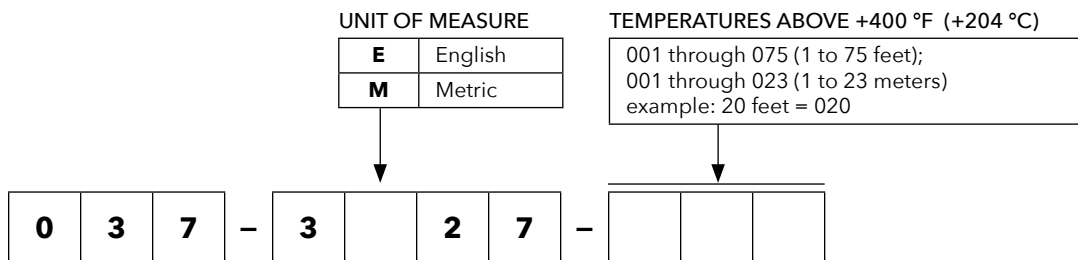 UNIT OF MEASURE
E English
M Metric
TEMPERATURES ABOVE +400 °F (+204 °C)
001 through 075 (1 to 75 feet);
001 through 023 (1 to 23 meters)
example: 20 feet = 020
0 3 7 – 3 2 7 –